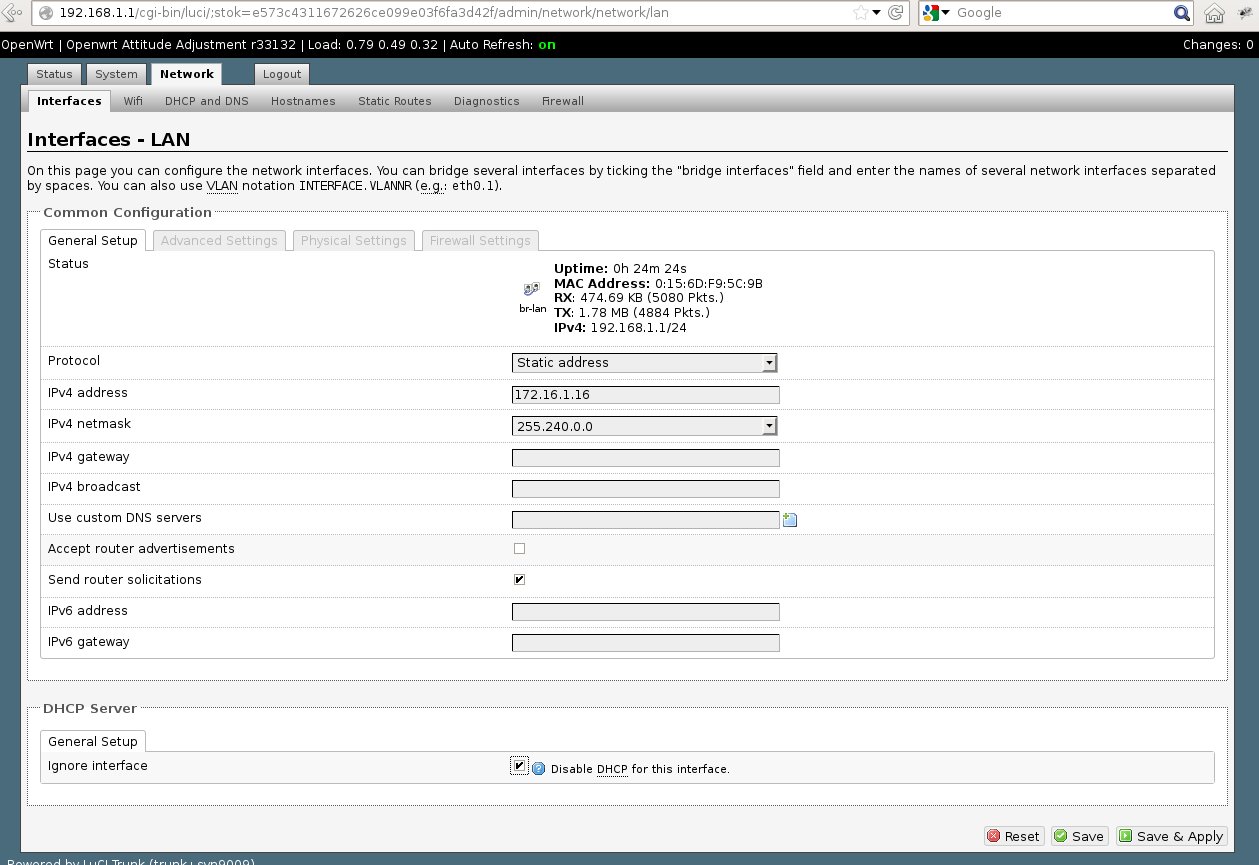 192.168.1.1/cgi-bin/luci/;stok=e573c4311672626ce099e03f6fa3d42f/admin/network/network/lan
Google
OpenWrt | Openwrt Attitude Adjustment r33132 | Load: 0.79 0.49 0.32 | Auto Refresh: on
Changes: 0
Status System Network Logout
Interfaces Wifi DHCP and DNS Hostnames Static Routes Diagnostics Firewall
Interfaces - LAN
On this page you can configure the network interfaces. You can bridge several interfaces by ticking the "bridge interfaces" field and enter the names of several network interfaces separated
by spaces. You can also use VLAN notation INTERFACE.VLANNR (e.g.: eth0.1).
Common Configuration
General Setup Advanced Settings Physical Settings Firewall Settings
Status
br-lan
Uptime: 0h 24m 24s
MAC Address: 0:15:6D:F9:5C:9B
RX: 474.69 KB (5080 Pkts.)
TX: 1.78 MB (4884 Pkts.)
IPv4: 192.168.1.1/24
Protocol Static address
IPv4 address 172.16.1.16
IPv4 netmask 255.240.0.0
IPv4 gateway
IPv4 broadcast
Use custom DNS servers
Accept router advertisements
Send router solicitations
IPv6 address
IPv6 gateway
DHCP Server
General Setup
Ignore interface Disable DHCP for this interface.
Reset Save Save & Apply
Powered by LuCI Trunk (trunk+svn9009)